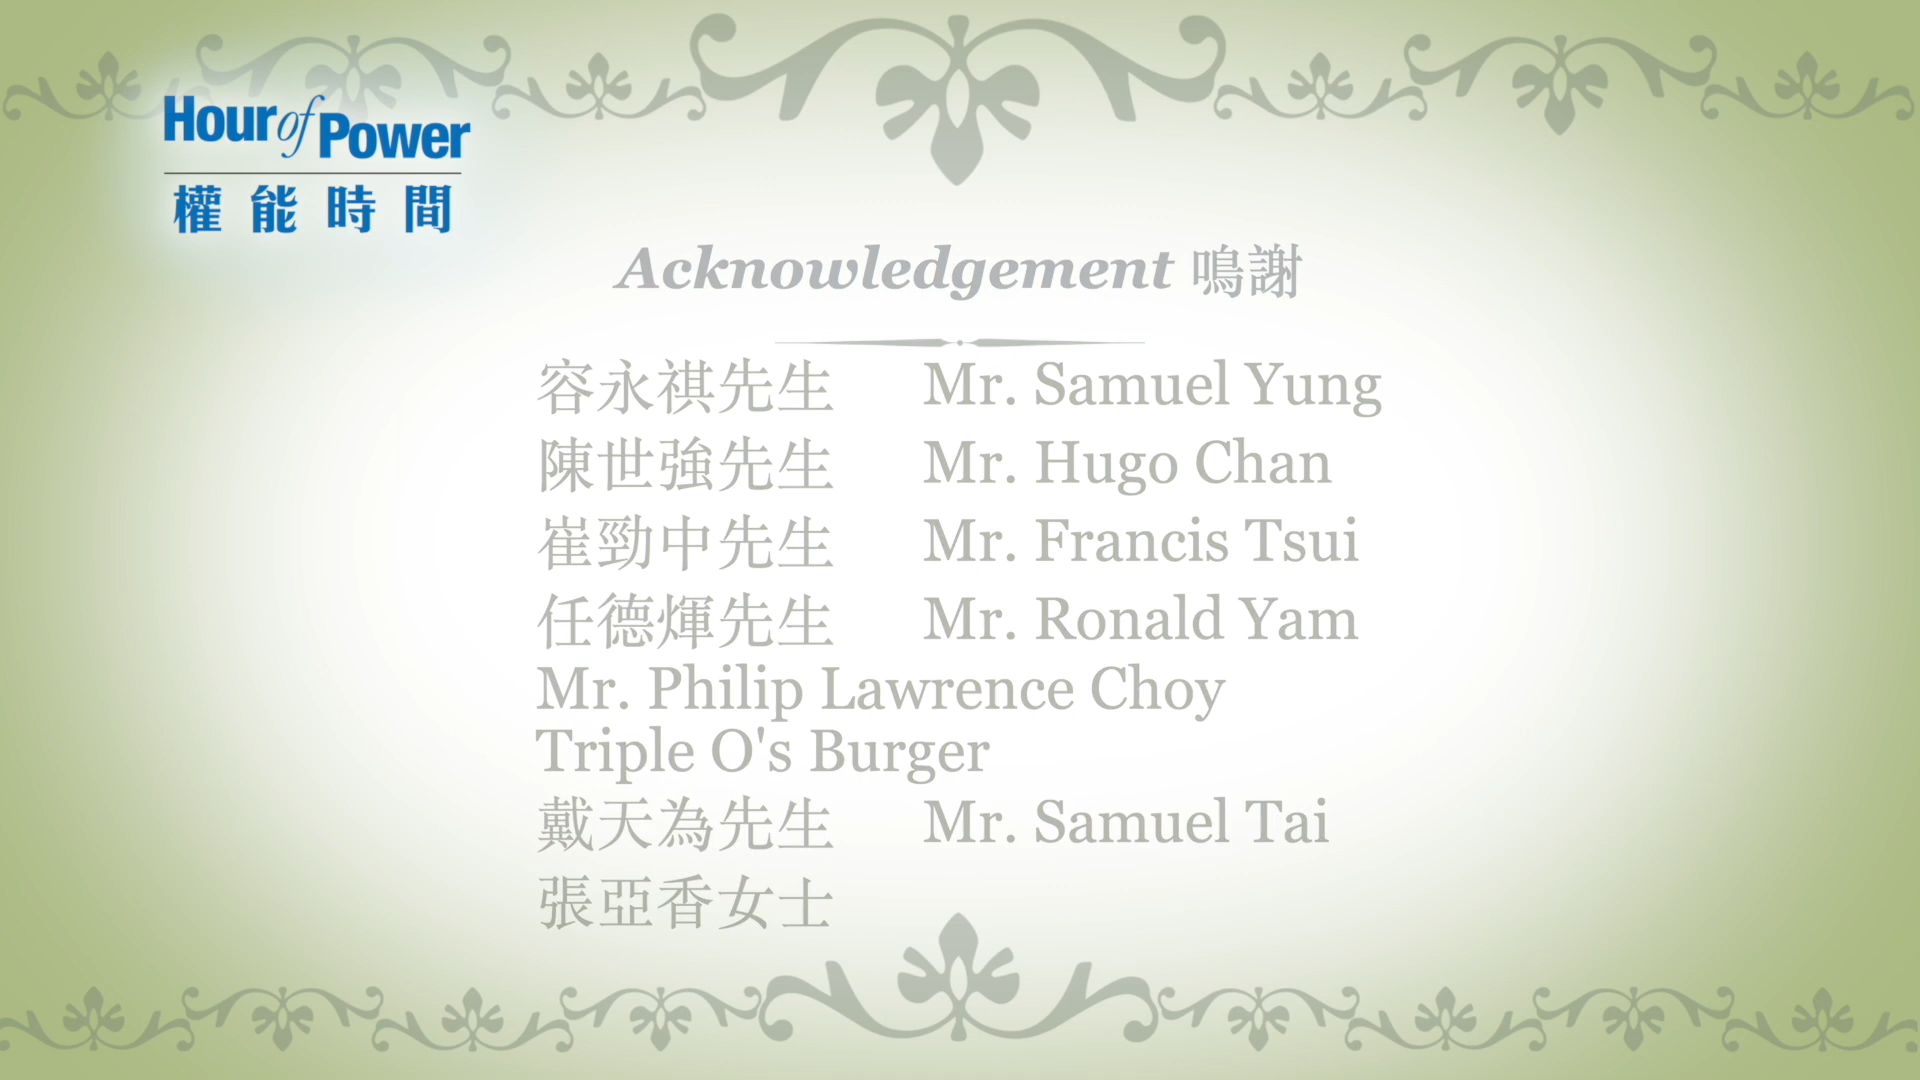 Hour of Power
權能時間
Acknowledgement 鳴謝
容永祺先生 Mr. Samuel Yung
陳世強先生 Mr. Hugo Chan
崔勁中先生 Mr. Francis Tsui
任德煇先生 Mr. Ronald Yam
Mr. Philip Lawrence Choy
Triple O's Burger
戴天為先生 Mr. Samuel Tai
張亞香女士